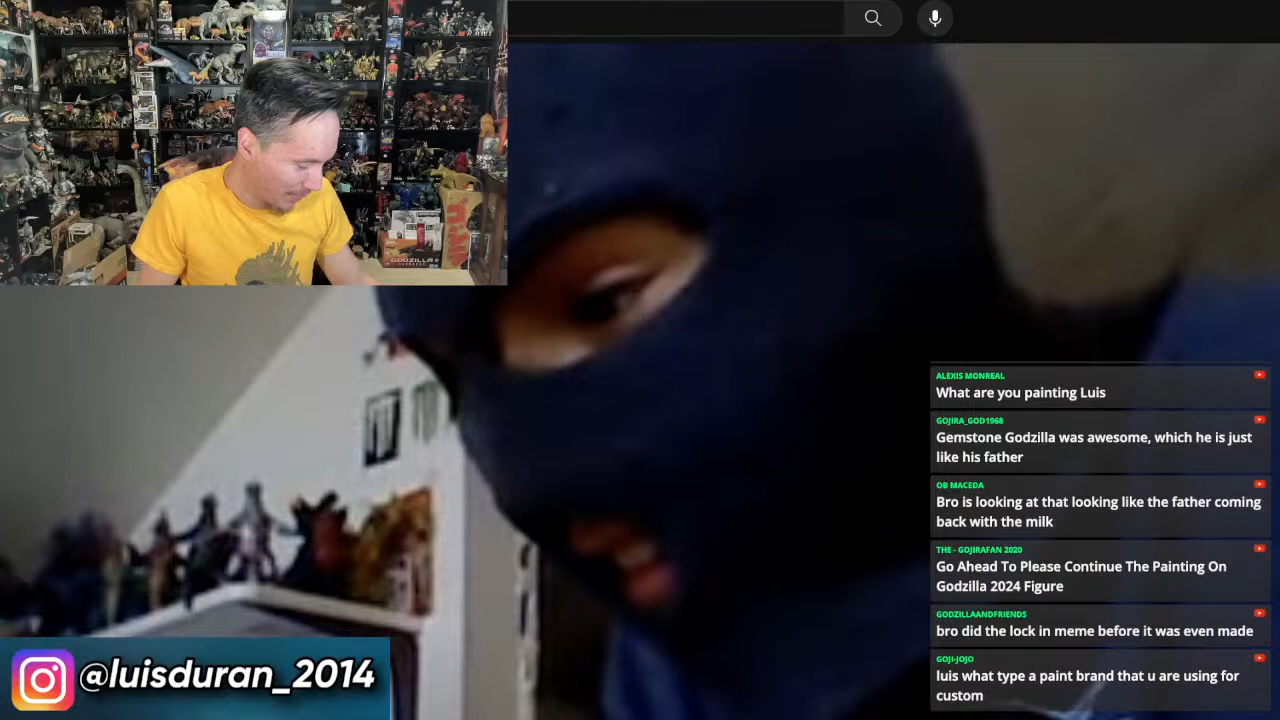 GODZILLA
ALEXIS MONREAL
What are you painting Luis
GOJIRA_GOD1968
Gemstone Godzilla was awesome, which he is just
like his father
OB MACEDA
Bro is looking at that looking like the father coming
back with the milk
THE - GOJIRAFAN 2020
Go Ahead To Please Continue The Painting On
Godzilla 2024 Figure
GODZILLAANDFRIENDS
bro did the lock in meme before it was even made
GOJI-JOJO
luis what type a paint brand that u are using for
custom
@luisduran_2014